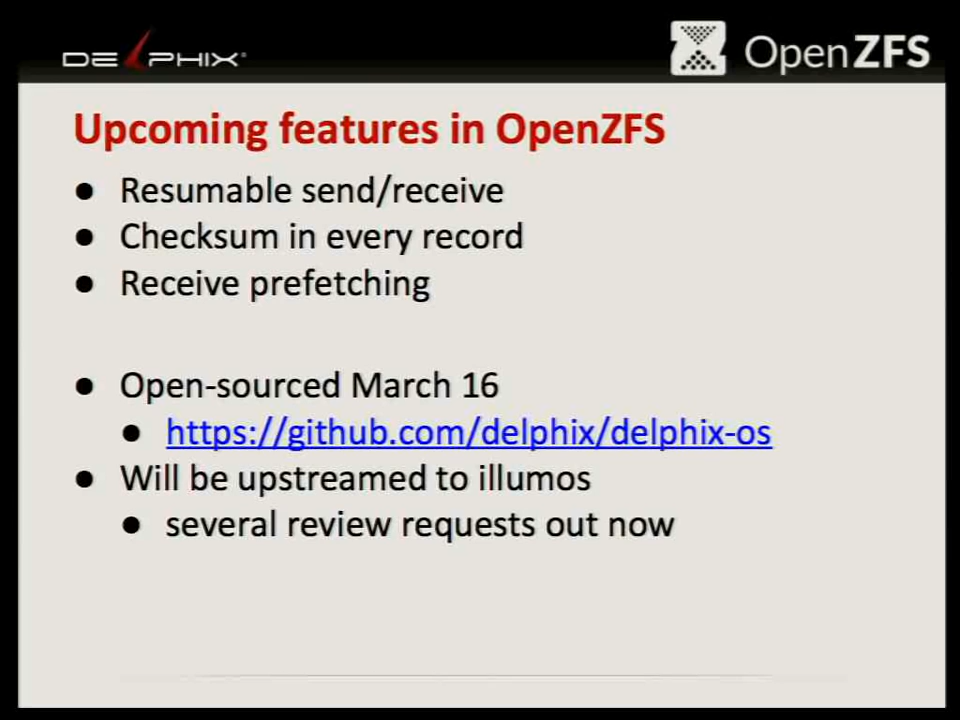 DELPHIX
OpenZFS
Upcoming features in OpenZFS
● Resumable send/receive
● Checksum in every record
● Receive prefetching
● Open-sourced March 16
● https://github.com/delphix/delphix-os
● Will be upstreamed to illumos
● several review requests out now